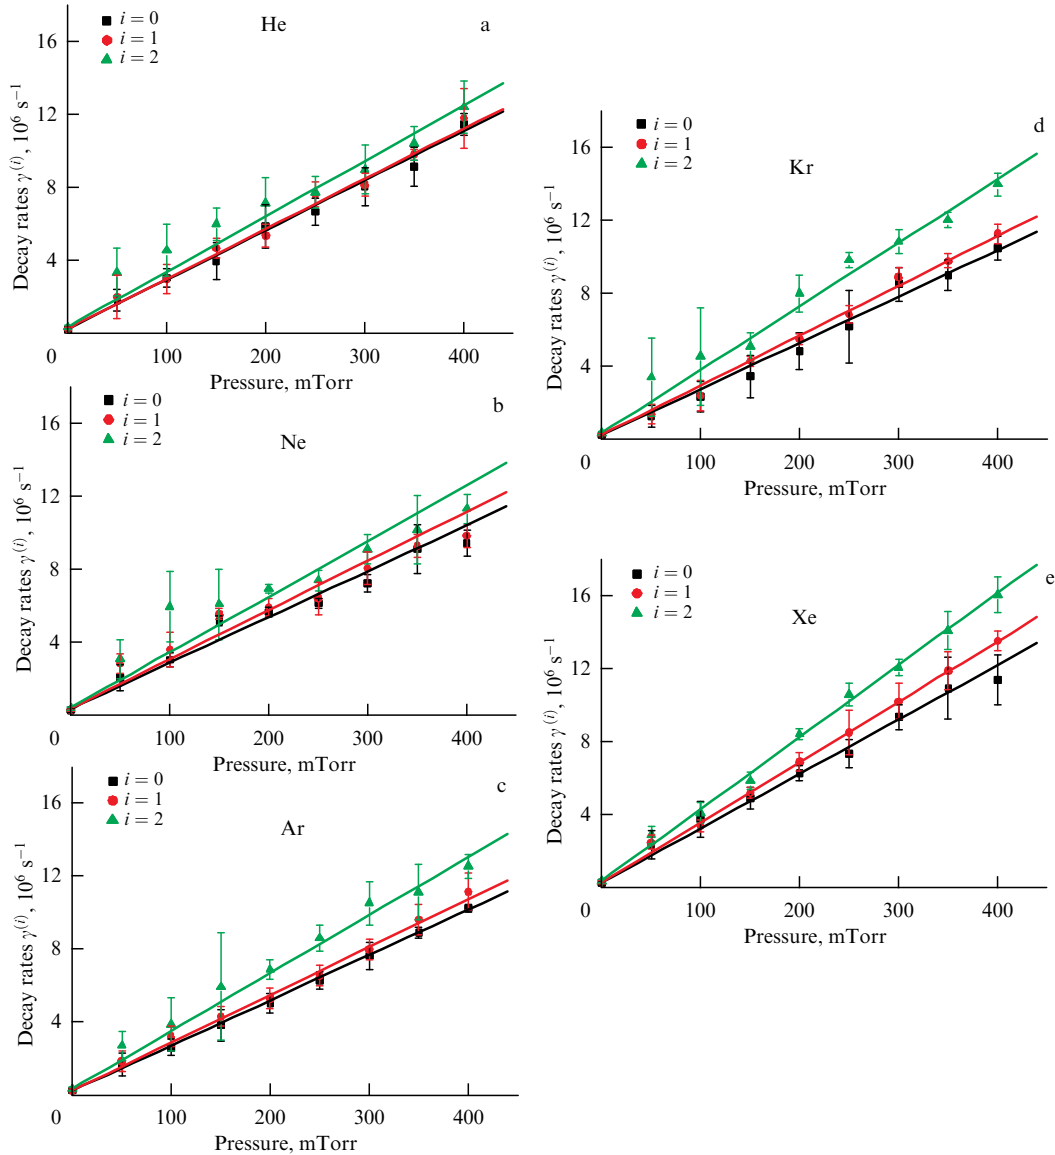 He
a
i = 0
i = 1
i = 2
16
12
8
4
0
100
200
300
400
Decay rates γ⁽ⁱ⁾, 10⁶ s⁻¹
Pressure, mTorr
Ne
b
i = 0
i = 1
i = 2
16
12
8
4
0
100
200
300
400
Decay rates γ⁽ⁱ⁾, 10⁶ s⁻¹
Pressure, mTorr
Ar
c
i = 0
i = 1
i = 2
16
12
8
4
0
100
200
300
400
Decay rates γ⁽ⁱ⁾, 10⁶ s⁻¹
Pressure, mTorr
Kr
d
i = 0
i = 1
i = 2
16
12
8
4
0
100
200
300
400
Decay rates γ⁽ⁱ⁾, 10⁶ s⁻¹
Pressure, mTorr
Xe
e
i = 0
i = 1
i = 2
16
12
8
4
0
100
200
300
400
Decay rates γ⁽ⁱ⁾, 10⁶ s⁻¹
Pressure, mTorr